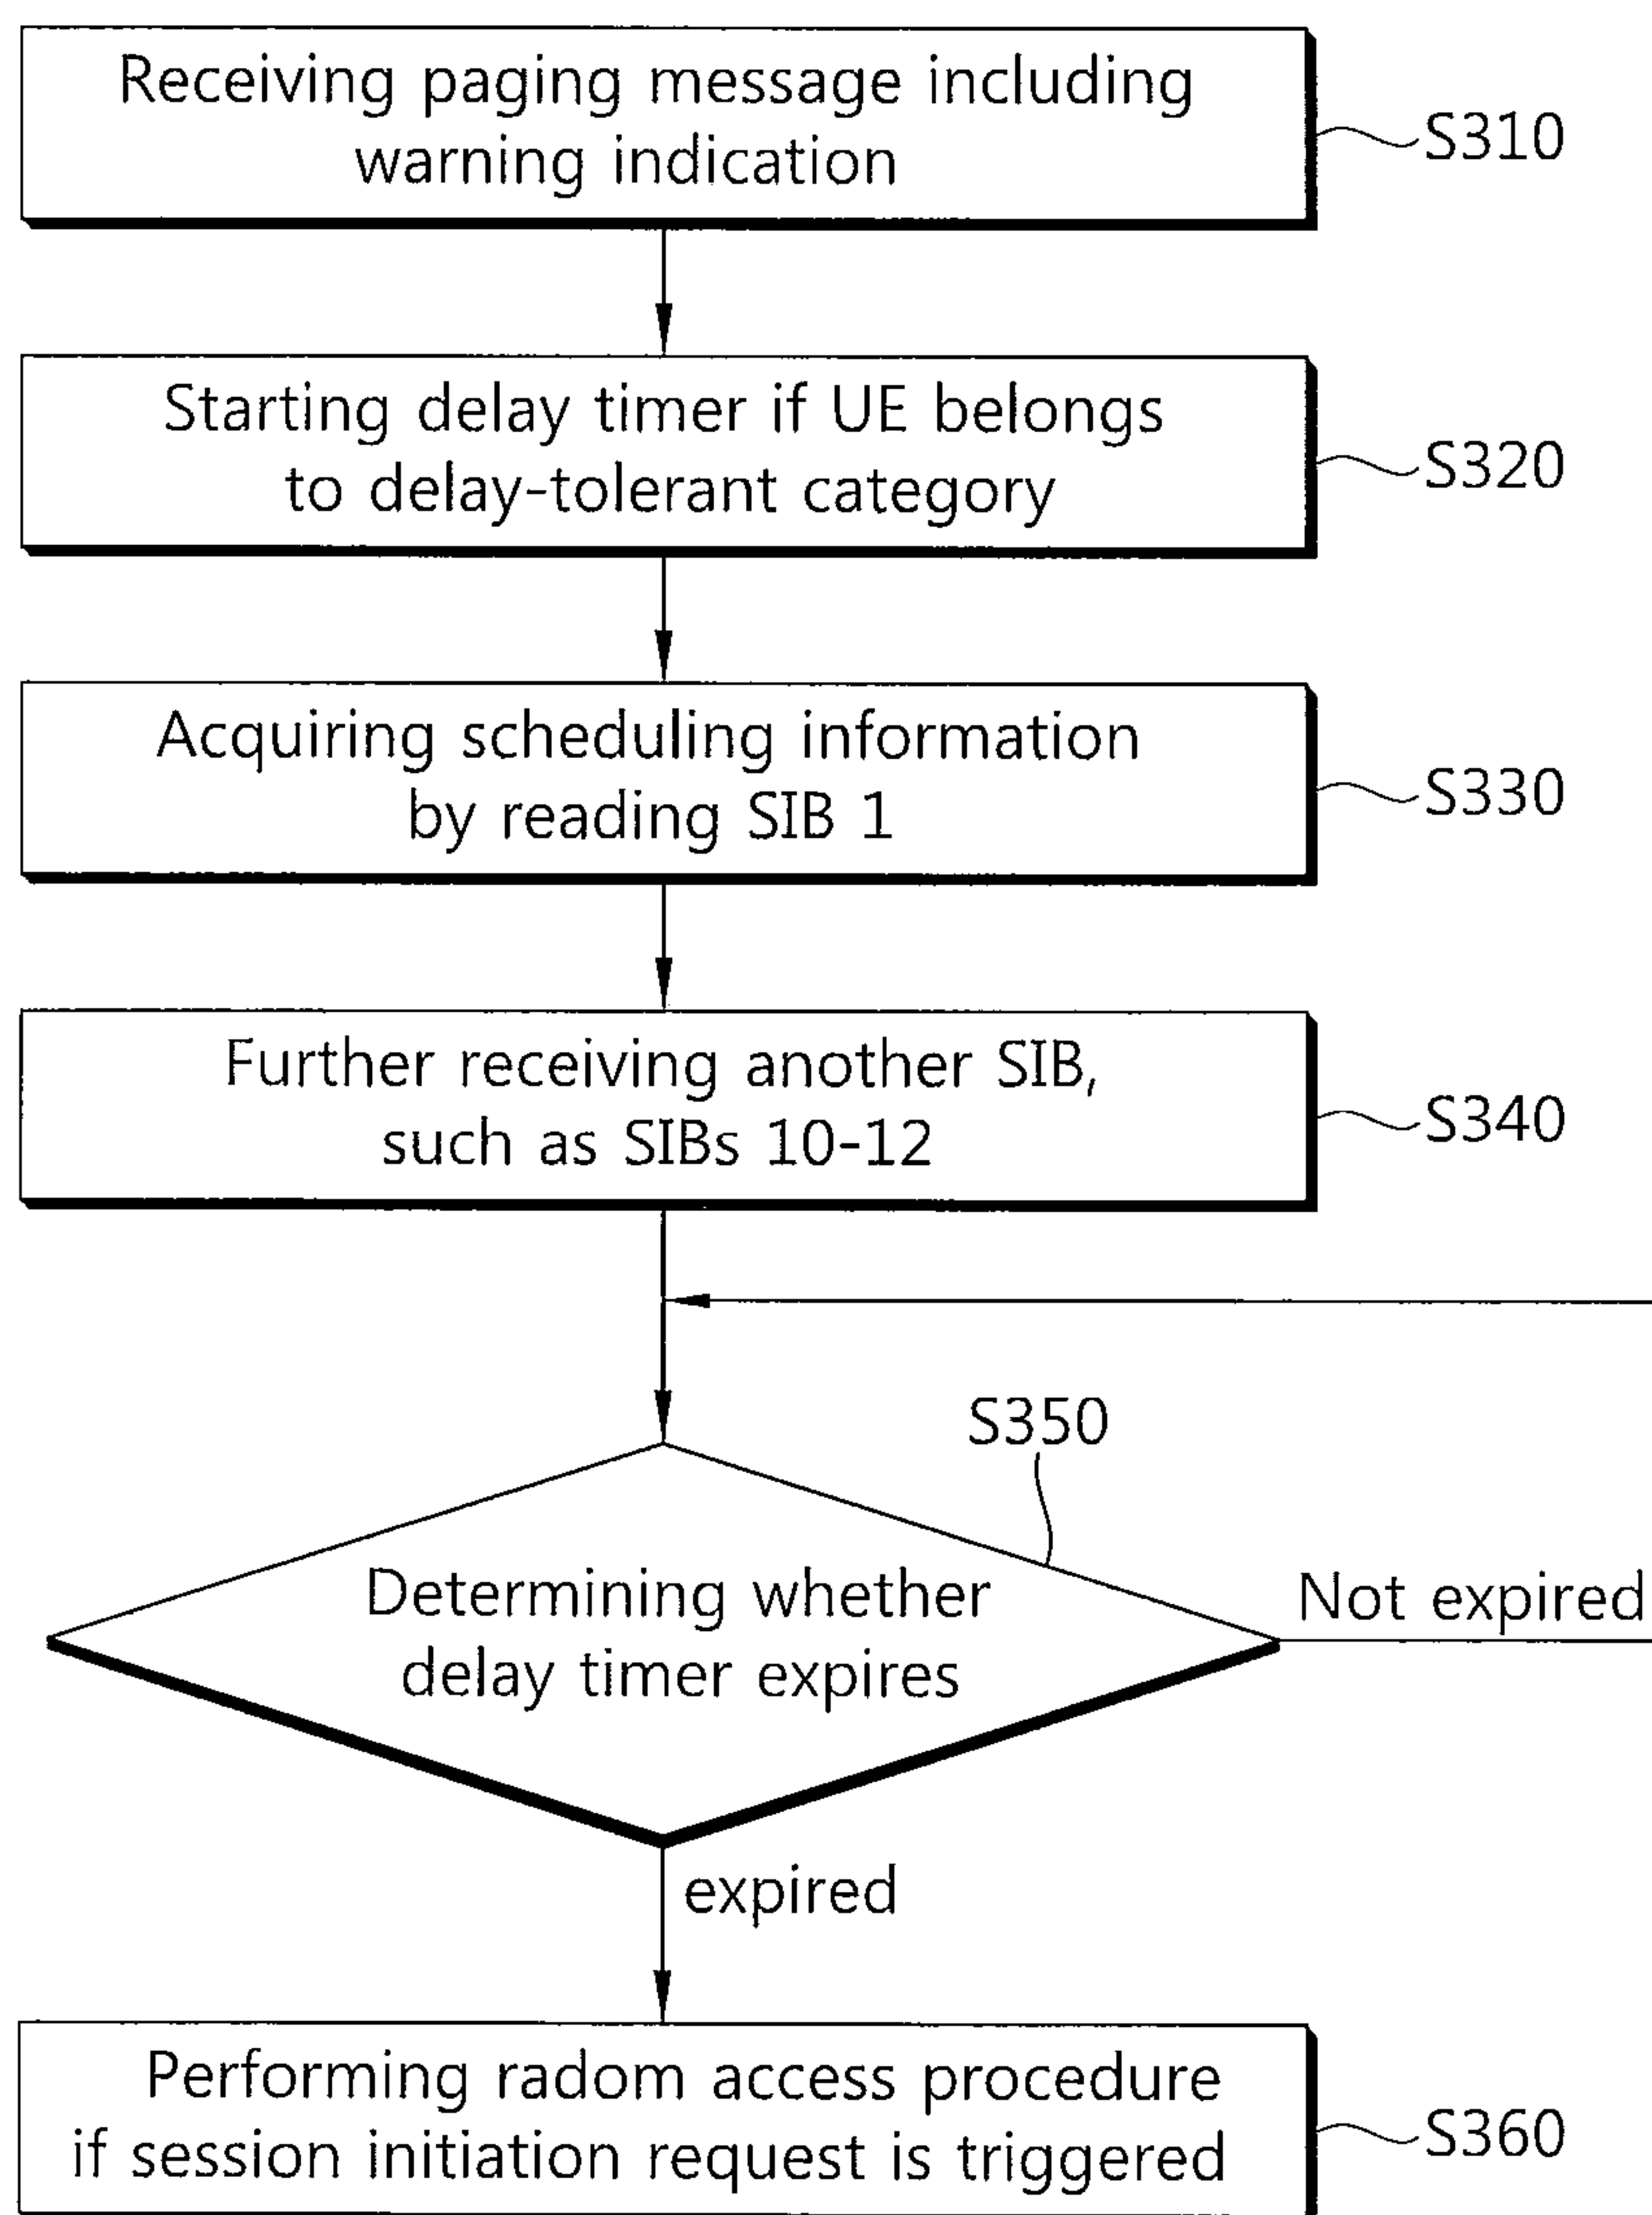 Receiving paging message including
warning indication
S310
Starting delay timer if UE belongs
to delay-tolerant category
S320
Acquiring scheduling information
by reading SIB 1
S330
Further receiving another SIB,
such as SIBs 10-12
S340
S350
Determining whether
delay timer expires
Not expired
expired
Performing radom access procedure
if session initiation request is triggered
S360